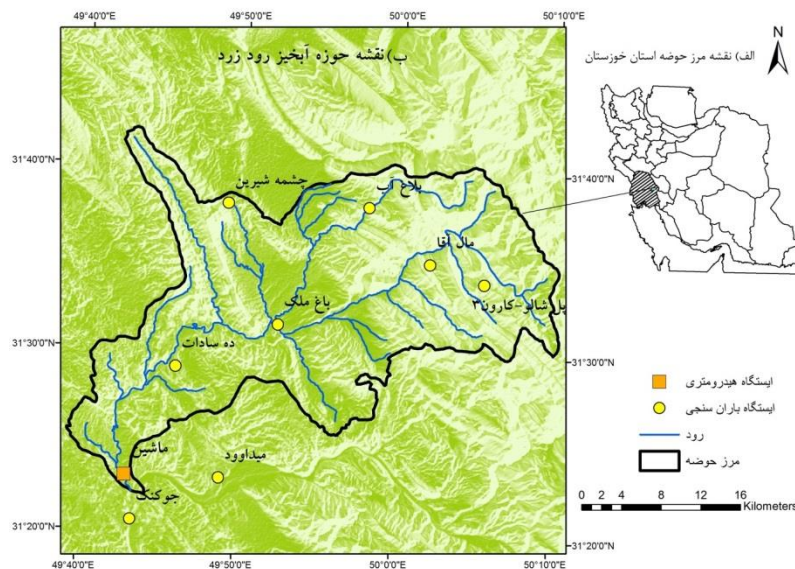 49°40'0"E 49°50'0"E 50°0'0"E 50°10'0"E
ب) نقشه حوزه آبخیز رود زرد
الف) نقشه مرز حوضه استان خوزستان
N
31°40'0"N
31°40'0"N
چشمه شیرین
پلاغ آب
مال آقا
پل شالو-کارون۳
باغ ملک
31°30'0"N
31°30'0"N
ده سادات
ماشین
میداوود
جوکنک
31°20'0"N
31°20'0"N
ایستگاه هیدرومتری
ایستگاه باران سنجی
رود
مرز حوضه
0 2 4 8 12 16
Kilometers
49°40'0"E 49°50'0"E 50°0'0"E 50°10'0"E